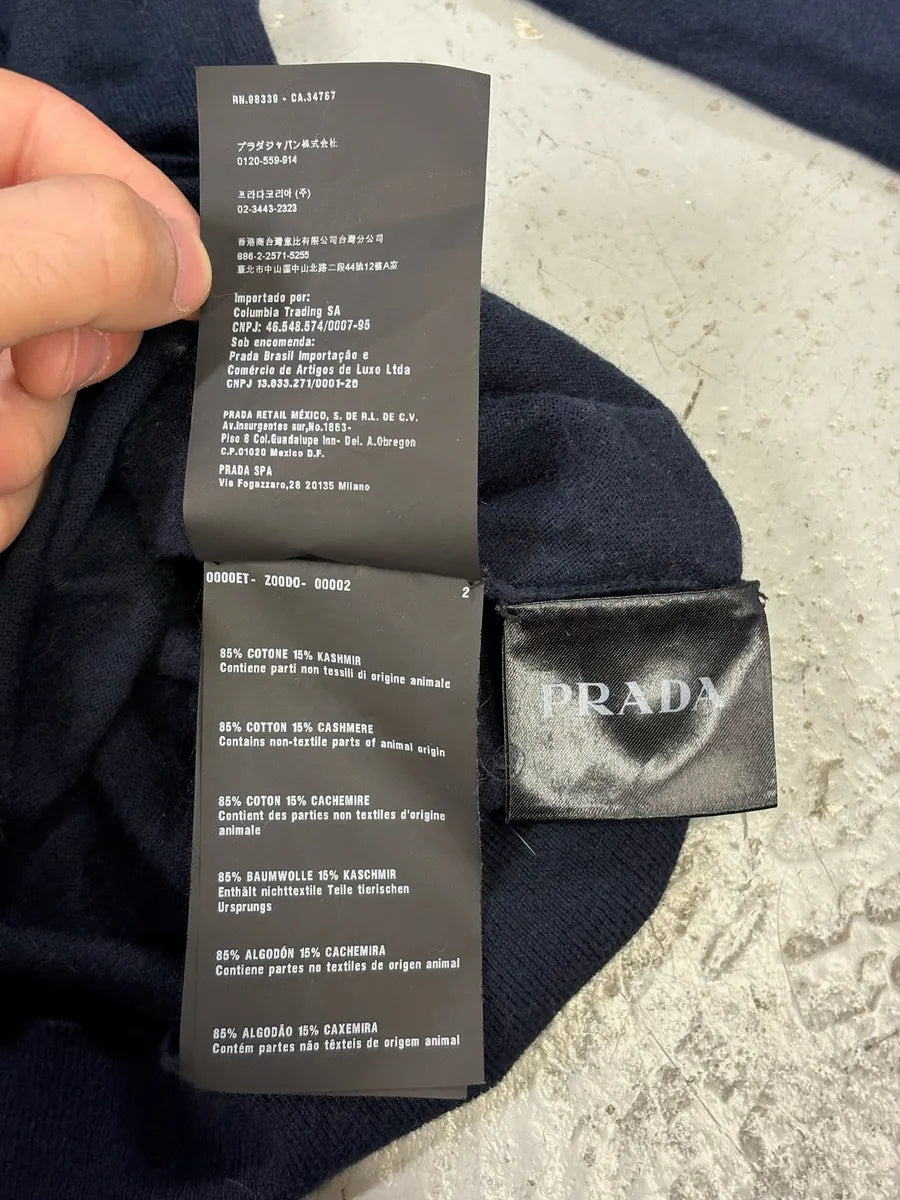 RN.98339 - CA.34767
プラダジャパン株式会社
0120-559-914
프라다코리아 (주)
02-3443-2323
香港商台灣意比有限公司台灣分公司
886-2-2571-5255
臺北市中山區中山北路二段44號12樓A室
Importado por:
Columbia Trading SA
CNPJ: 46.548.574/0007-95
Sob encomenda:
Prada Brasil Importação e
Comércio de Artigos de Luxo Ltda
CNPJ 13.033.271/0001-26
PRADA RETAIL MÉXICO, S. DE R.L. DE C.V.
Av.Insurgentes sur,No.1863-
Piso 8 Col.Guadalupe Inn- Del. A.Obregon
C.P.01020 Mexico D.F.
PRADA SPA
Via Fogazzaro,28 20135 Milano
0000ET- Z00DO- 00002
2
85% COTONE 15% KASHMIR
Contiene parti non tessili di origine animale
85% COTTON 15% CASHMERE
Contains non-textile parts of animal origin
85% COTON 15% CACHEMIRE
Contient des parties non textiles d'origine
animale
85% BAUMWOLLE 15% KASCHMIR
Enthält nichttextile Teile tierischen
Ursprungs
85% ALGODÓN 15% CACHEMIRA
Contiene partes no textiles de origen animal
85% ALGODÃO 15% CAXEMIRA
Contém partes não têxteis de origem animal
PRADA